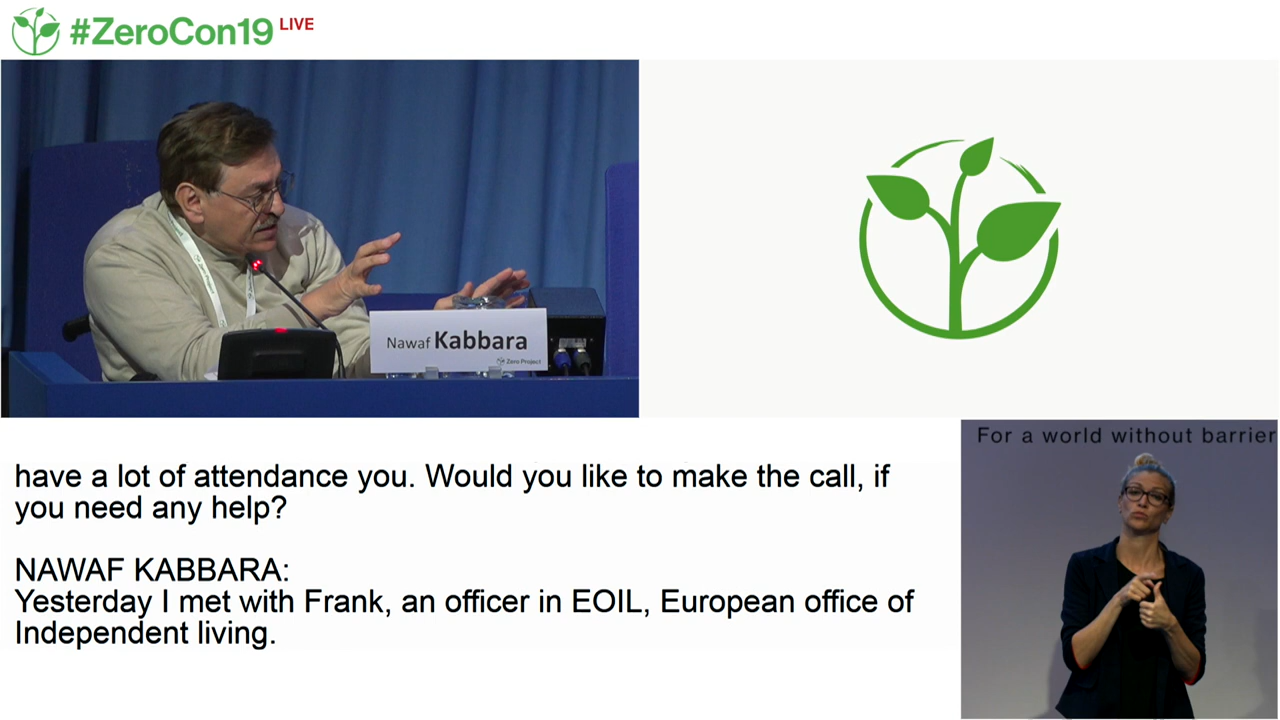 #ZeroCon19 LIVE
Nawaf Kabbara
Zero Project
For a world without barrier
have a lot of attendance you. Would you like to make the call, if
you need any help?
NAWAF KABBARA:
Yesterday I met with Frank, an officer in EOIL, European office of
Independent living.